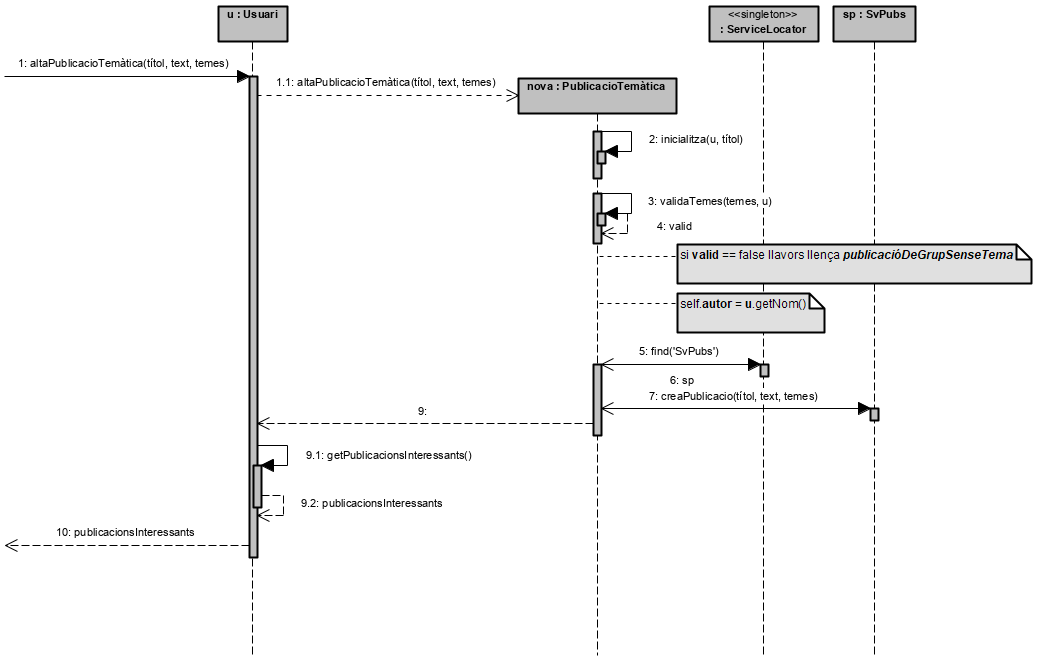 u : Usuari
<<singleton>>
: ServiceLocator
sp : SvPubs
1: altaPublicacioTemàtica(títol, text, temes)
1.1: altaPublicacioTemàtica(títol, text, temes)
nova : PublicacioTemàtica
2: inicialitza(u, títol)
3: validaTemes(temes, u)
4: valid
si valid == false llavors llença publicacióDeGrupSenseTema
self.autor = u.getNom()
5: find('SvPubs')
6: sp
7: creaPublicacio(títol, text, temes)
9:
9.1: getPublicacionsInteressants()
9.2: publicacionsInteressants
10: publicacionsInteressants